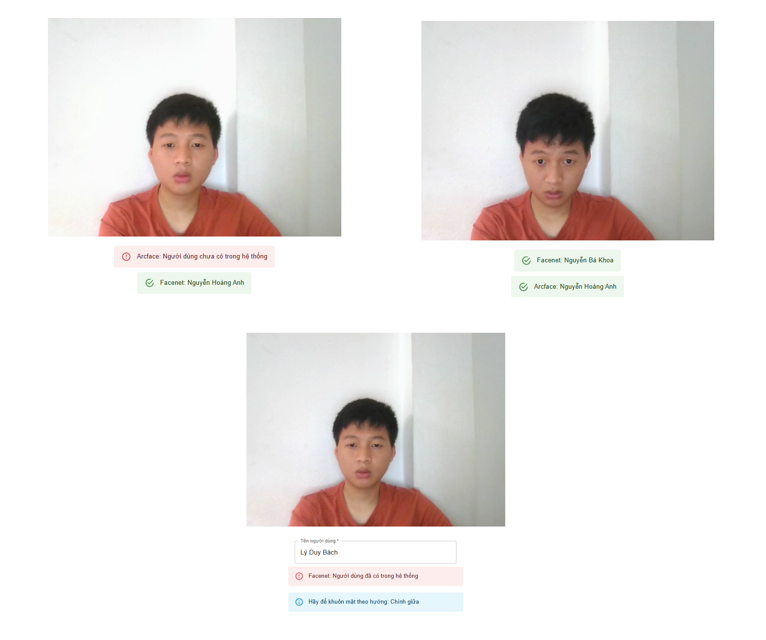 Arcface: Người dùng chưa có trong hệ thống
Facenet: Nguyễn Hoàng Anh
Facenet: Nguyễn Bá Khoa
Arcface: Nguyễn Hoàng Anh
Tên người dùng *
Lý Duy Bách
Facenet: Người dùng đã có trong hệ thống
Hãy để khuôn mặt theo hướng: Chính giữa